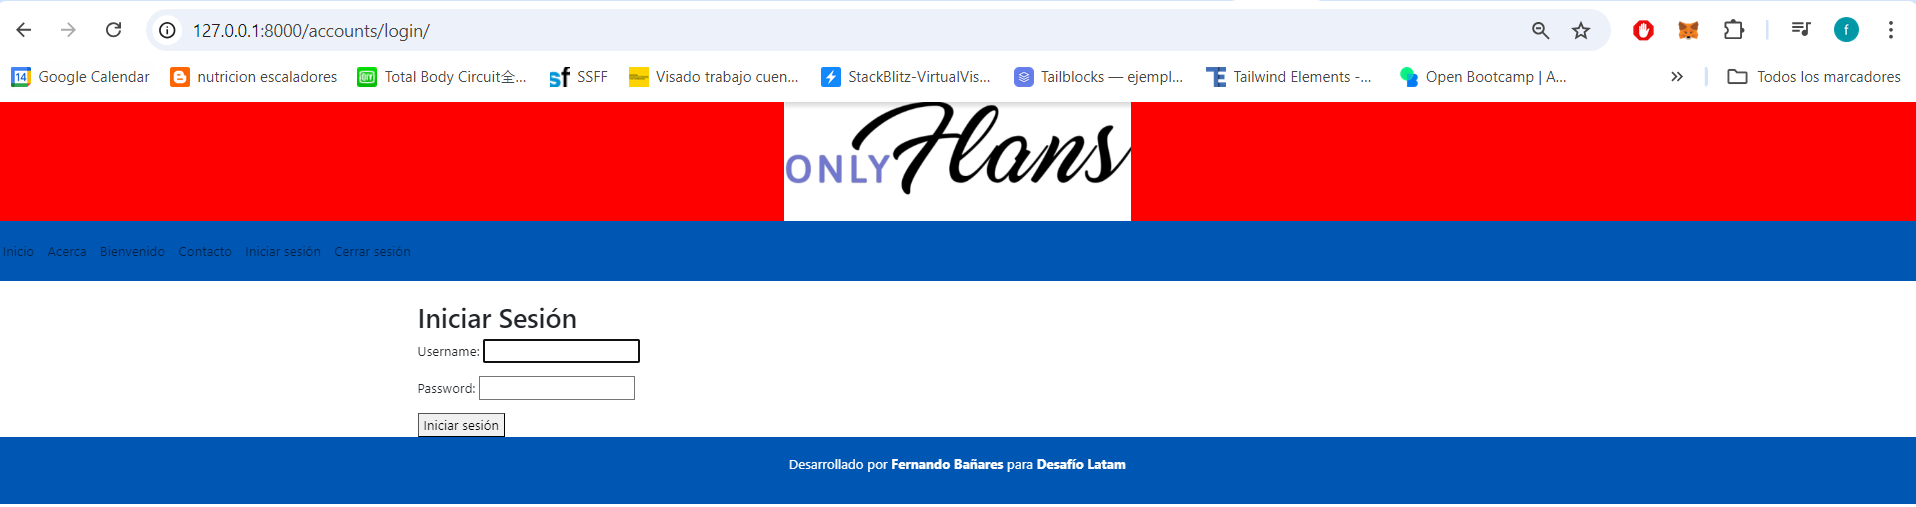 127.0.0.1:8000/accounts/login/
f
14 Google Calendar nutricion escaladores Total Body Circuit全... SSFF Visado trabajo cuen... StackBlitz-VirtualVis... Tailblocks — ejempl... Tailwind Elements -... Open Bootcamp | A... » Todos los marcadores
ONLY Flans
Inicio Acerca Bienvenido Contacto Iniciar sesión Cerrar sesión
Iniciar Sesión
Username:
Password:
Iniciar sesión
Desarrollado por Fernando Bañares para Desafío Latam